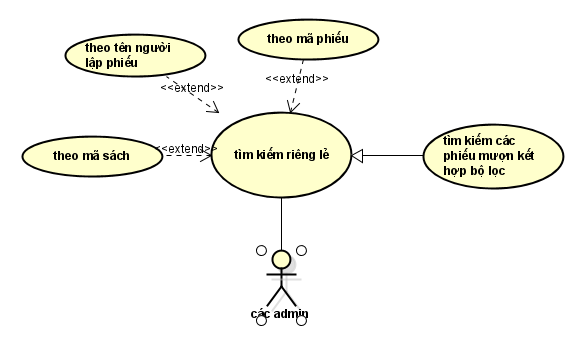 theo tên người
lập phiếu
theo mã phiếu
<<extend>>
<<extend>>
theo mã sách
<<extend>>
tìm kiếm riêng lẻ
tìm kiếm các
phiếu mượn kết
hợp bộ lọc
các admin